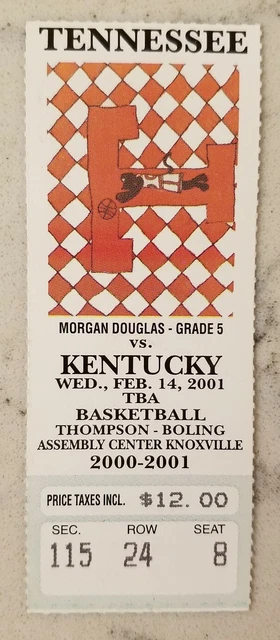 TENNESSEE
MORGAN DOUGLAS - GRADE 5
vs.
KENTUCKY
WED., FEB. 14, 2001
TBA
BASKETBALL
THOMPSON - BOLING
ASSEMBLY CENTER KNOXVILLE
2000-2001
PRICE TAXES INCL. $12.00
SEC. ROW SEAT
115 24 8